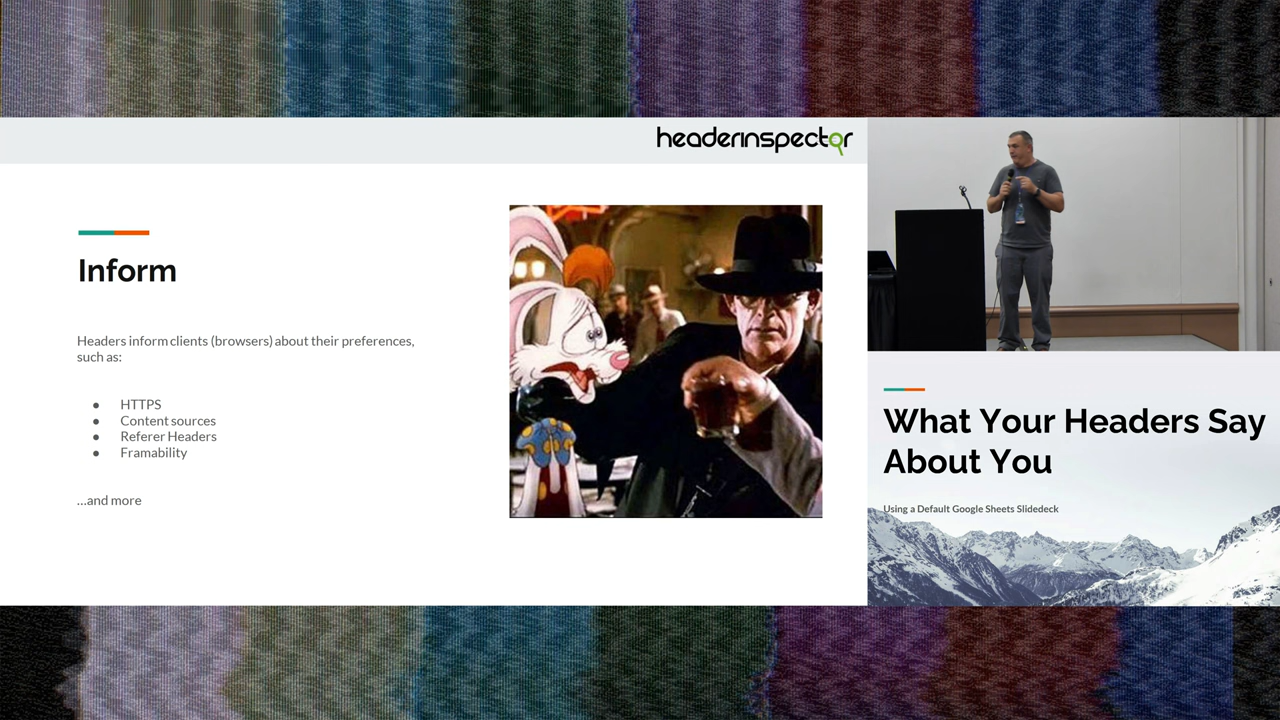 headerinspector
Inform
Headers inform clients (browsers) about their preferences,
such as:
● HTTPS
● Content sources
● Referer Headers
● Framability
...and more
What Your Headers Say
About You
Using a Default Google Sheets Slidedeck